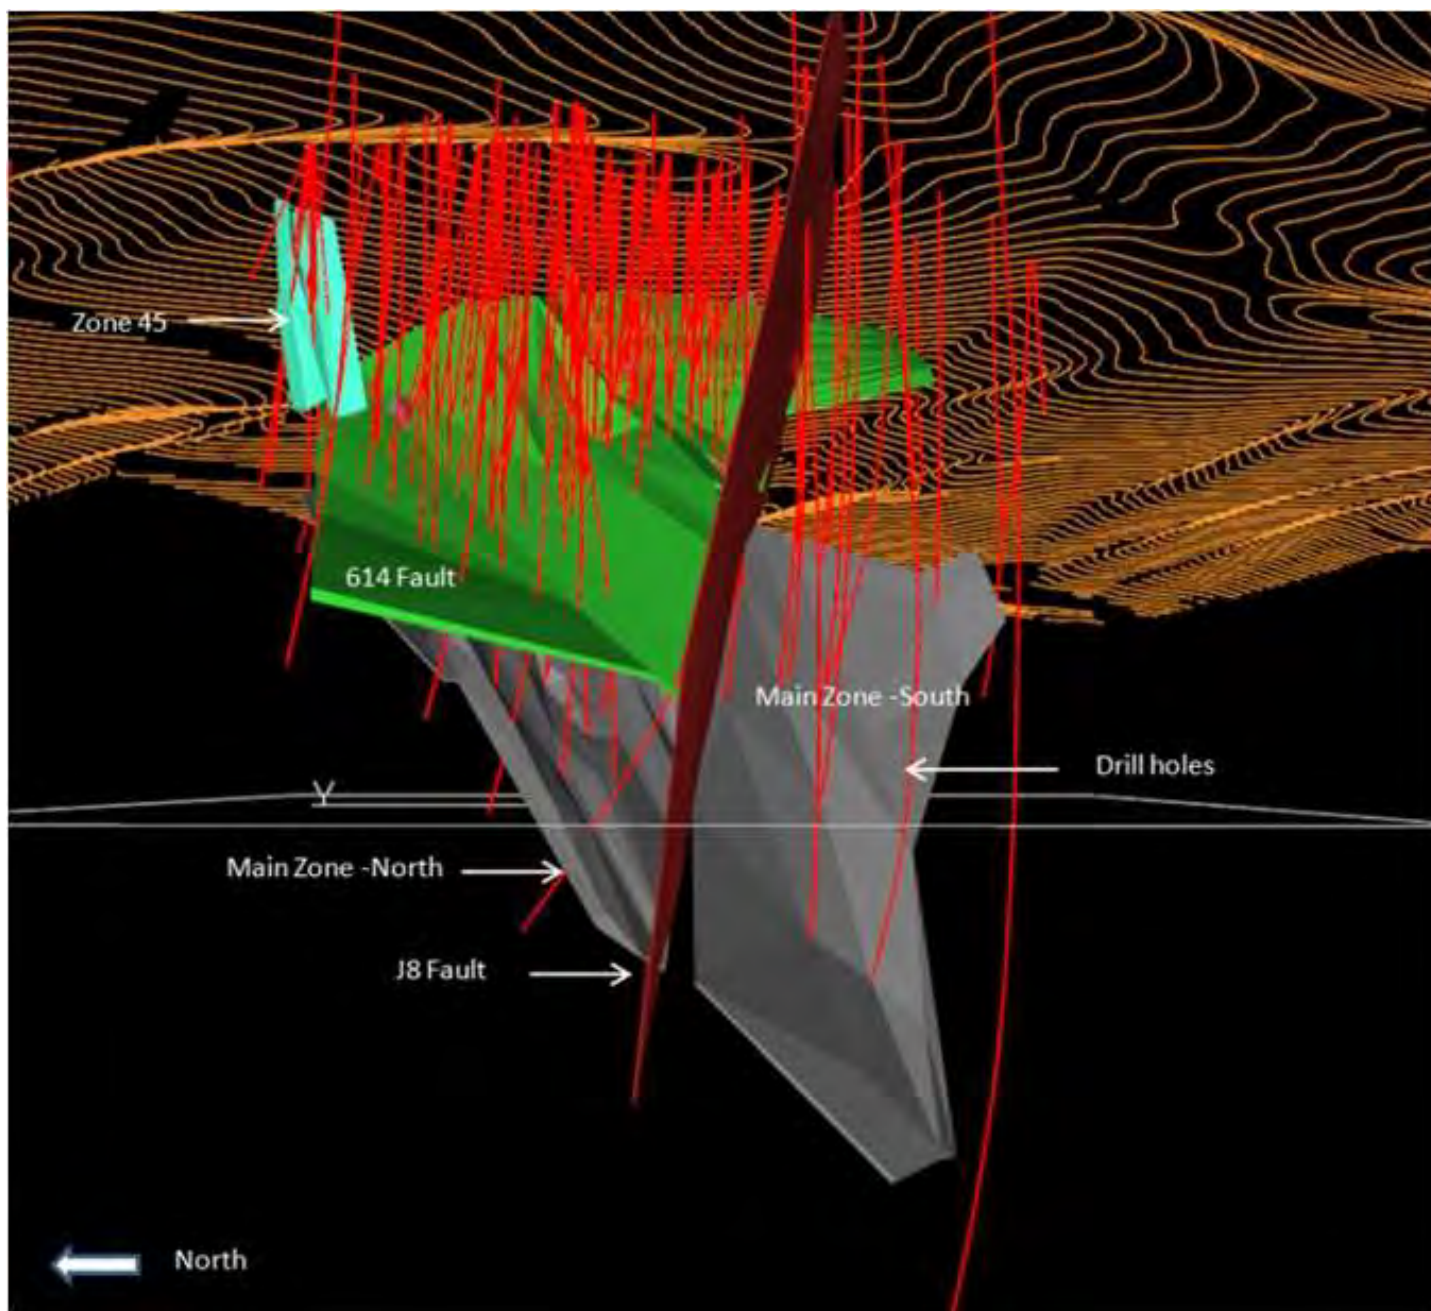 Zone 45
614 Fault
Main Zone -South
Drill holes
Y
Main Zone -North
J8 Fault
North